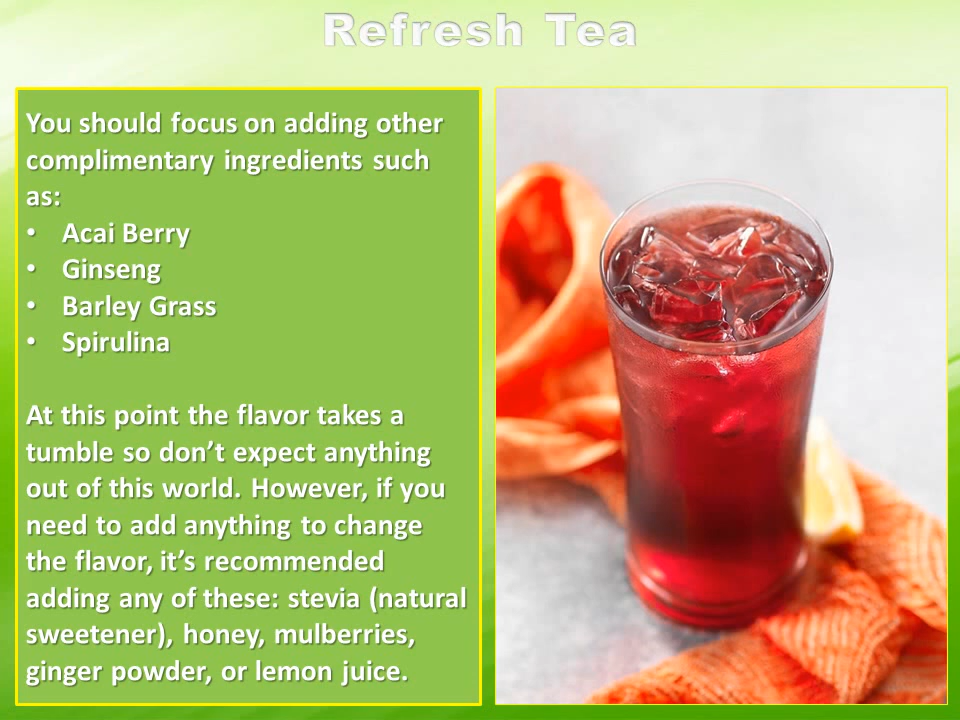 Refresh Tea
You should focus on adding other
complimentary ingredients such
as:
• Acai Berry
• Ginseng
• Barley Grass
• Spirulina
At this point the flavor takes a
tumble so don’t expect anything
out of this world. However, if you
need to add anything to change
the flavor, it’s recommended
adding any of these: stevia (natural
sweetener), honey, mulberries,
ginger powder, or lemon juice.